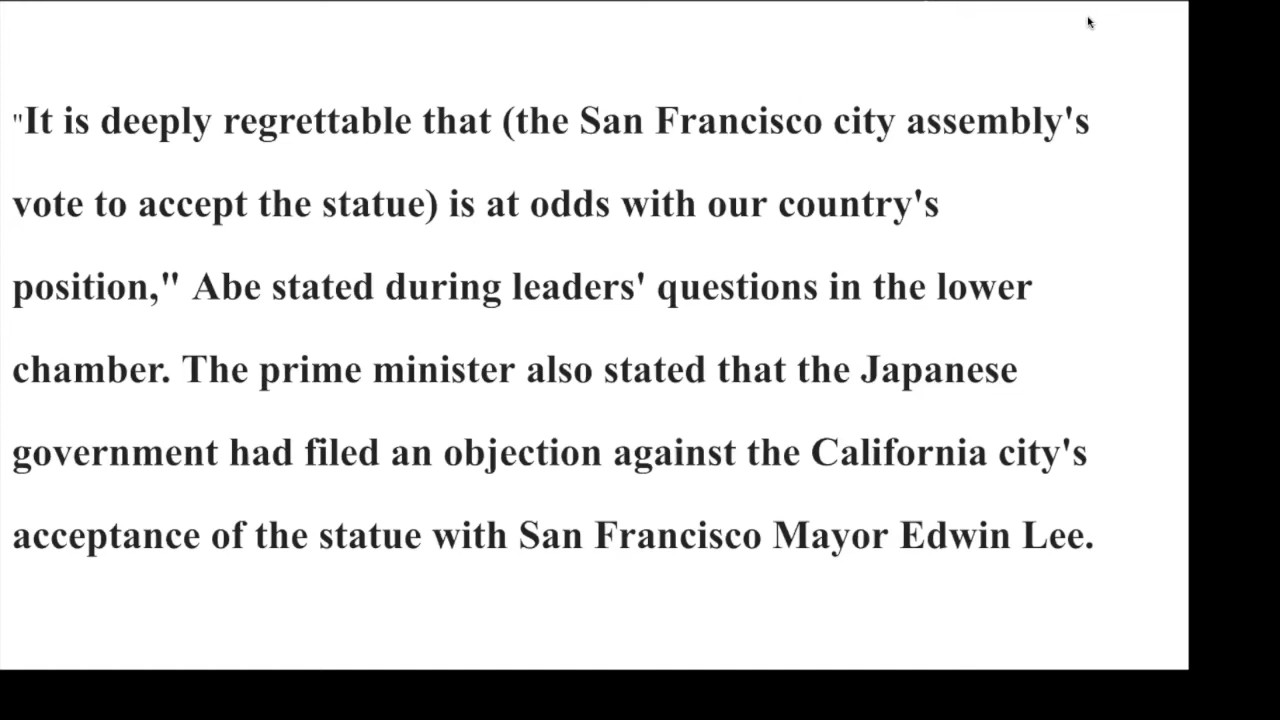 "It is deeply regrettable that (the San Francisco city assembly's
vote to accept the statue) is at odds with our country's
position," Abe stated during leaders' questions in the lower
chamber. The prime minister also stated that the Japanese
government had filed an objection against the California city's
acceptance of the statue with San Francisco Mayor Edwin Lee.